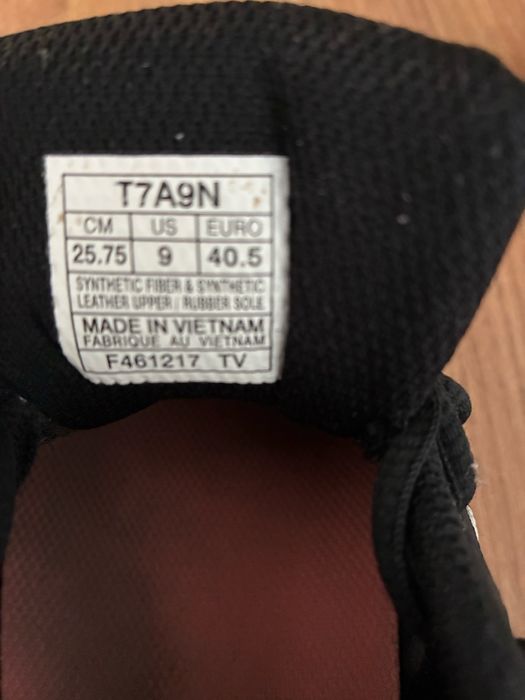 T7A9N
CM US EURO
25.75 9 40.5
SYNTHETIC FIBER & SYNTHETIC
LEATHER UPPER / RUBBER SOLE
MADE IN VIETNAM
FABRIQUE AU VIETNAM
F461217 TV